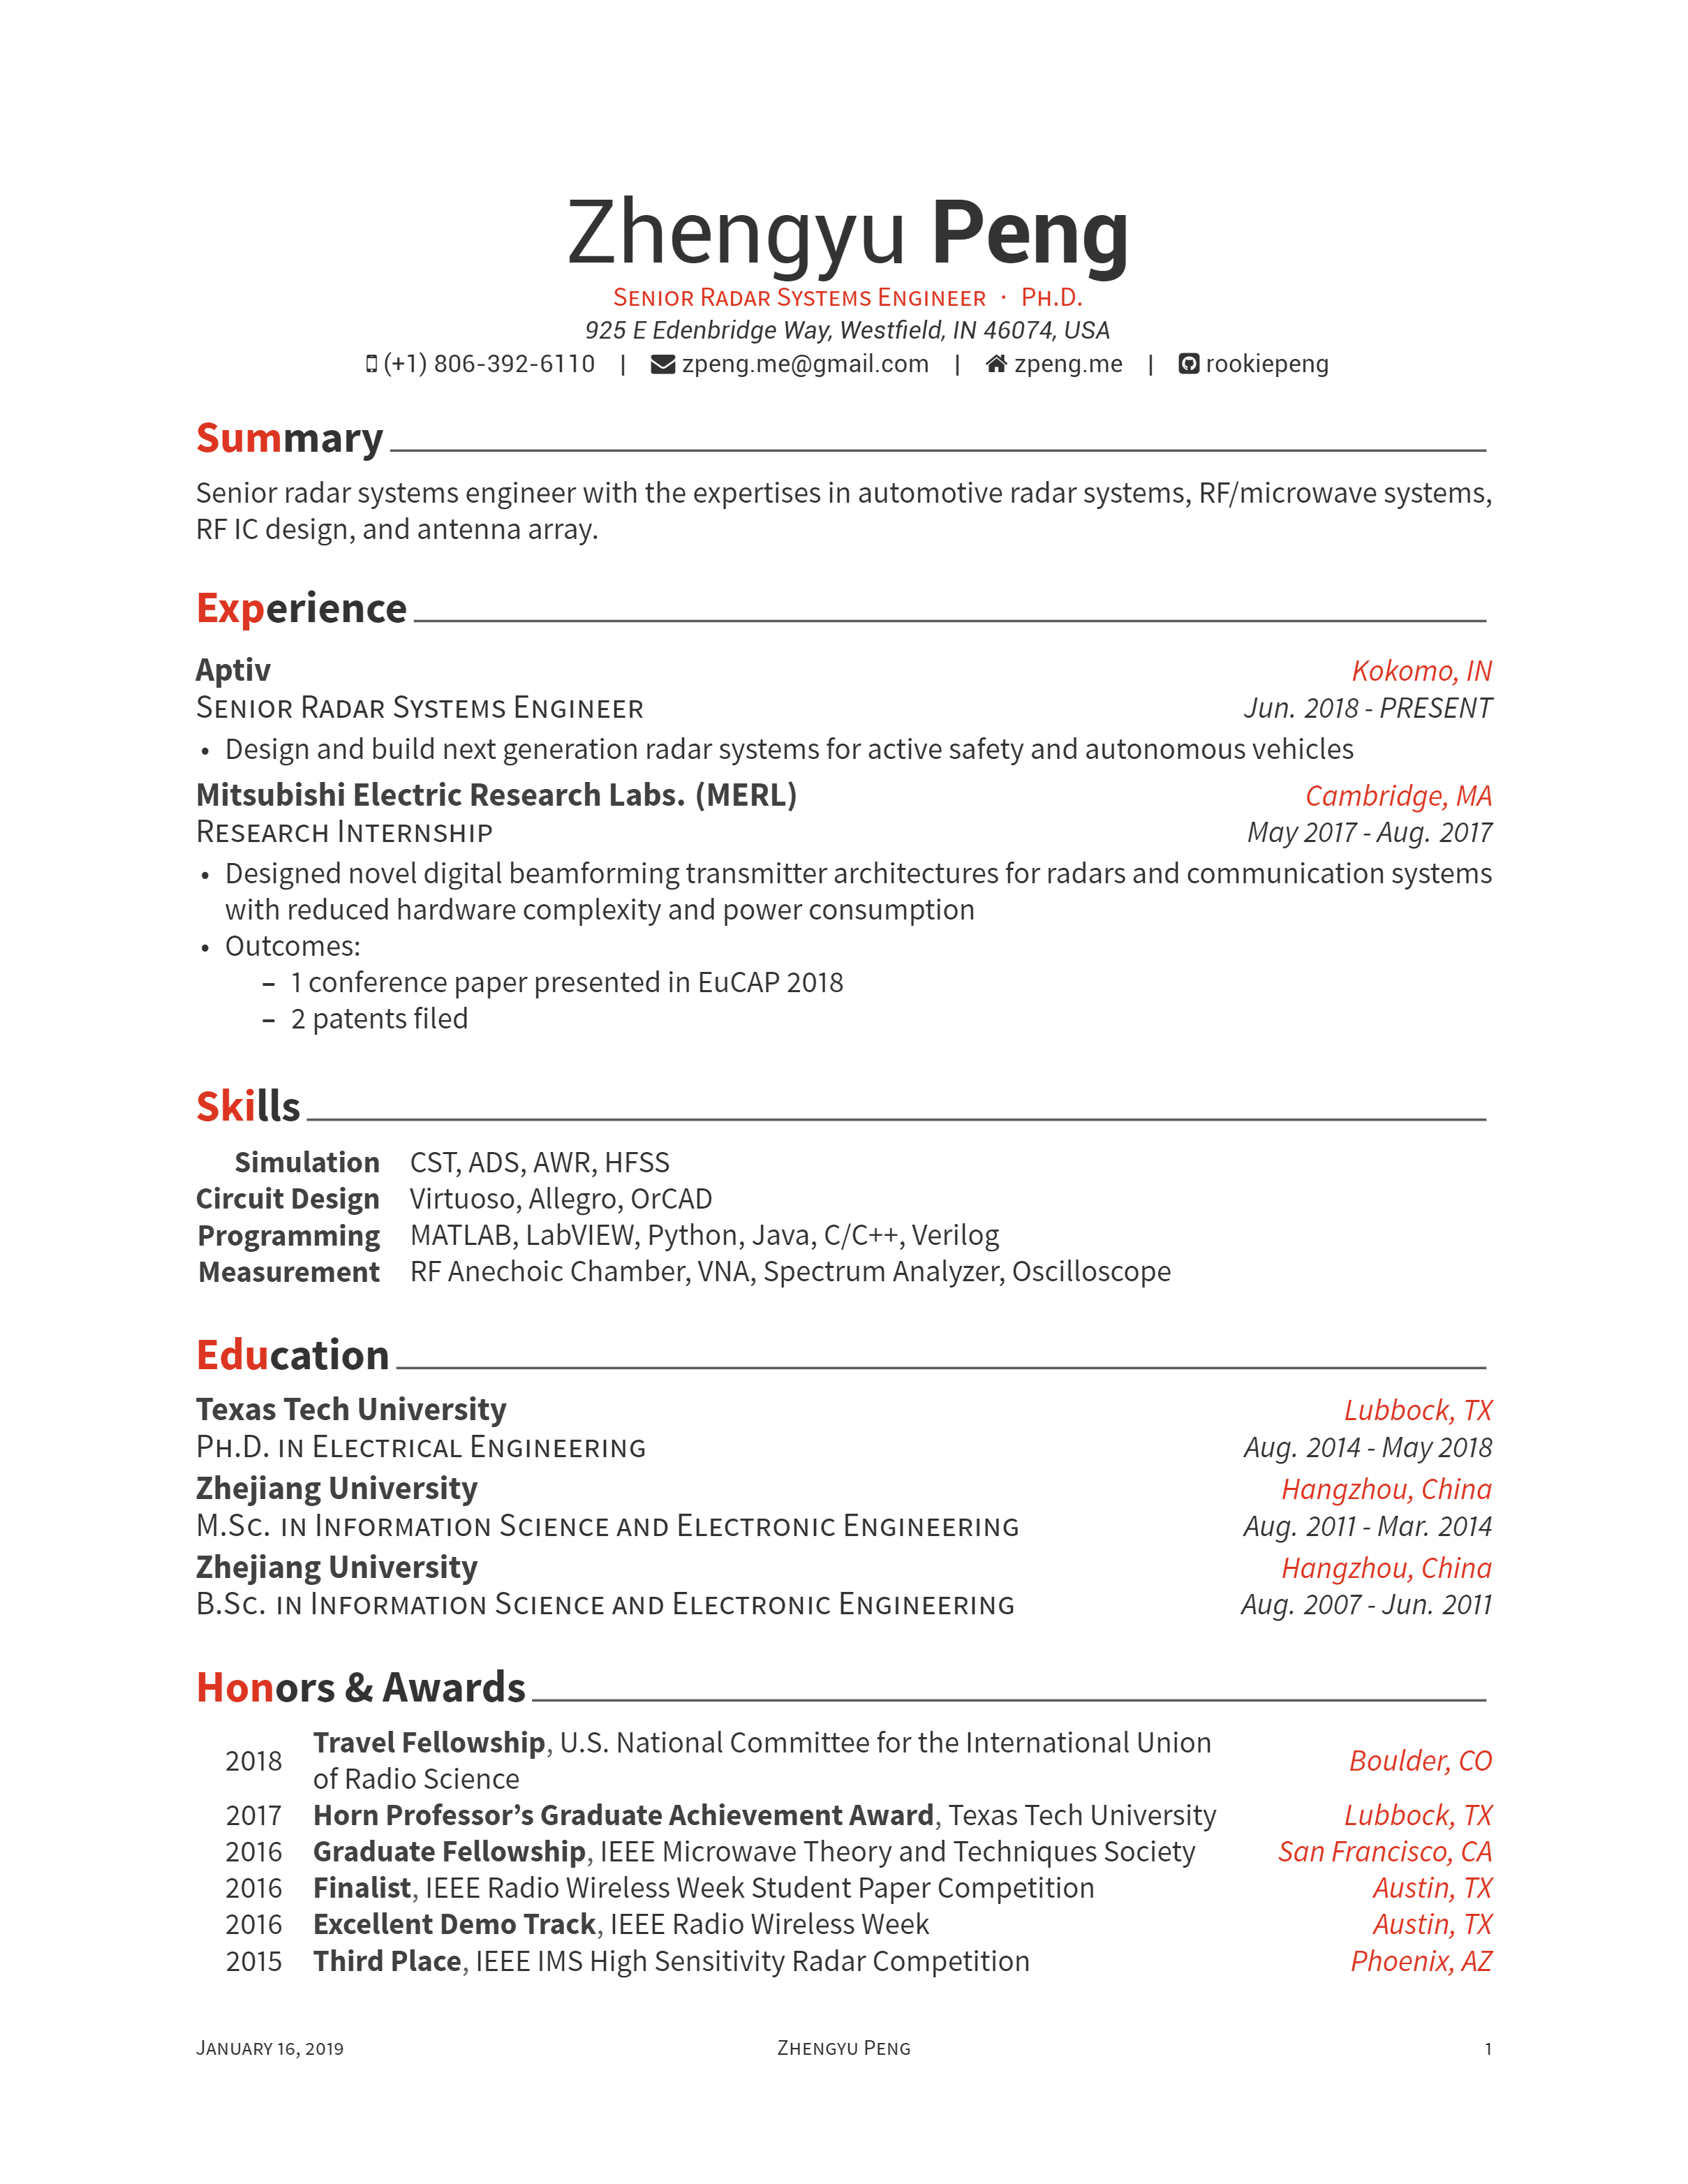 Zhengyu Peng
Senior Radar Systems Engineer · Ph.D.
925 E Edenbridge Way, Westfield, IN 46074, USA
(+1) 806-392-6110 | zpeng.me@gmail.com | zpeng.me | rookiepeng
Summary
Senior radar systems engineer with the expertises in automotive radar systems, RF/microwave systems,
RF IC design, and antenna array.
Experience
Aptiv Kokomo, IN
Senior Radar Systems Engineer Jun. 2018 - PRESENT
• Design and build next generation radar systems for active safety and autonomous vehicles
Mitsubishi Electric Research Labs. (MERL) Cambridge, MA
Research Internship May 2017 - Aug. 2017
• Designed novel digital beamforming transmitter architectures for radars and communication systems
with reduced hardware complexity and power consumption
• Outcomes:
– 1 conference paper presented in EuCAP 2018
– 2 patents filed
Skills
Simulation CST, ADS, AWR, HFSS
Circuit Design Virtuoso, Allegro, OrCAD
Programming MATLAB, LabVIEW, Python, Java, C/C++, Verilog
Measurement RF Anechoic Chamber, VNA, Spectrum Analyzer, Oscilloscope
Education
Texas Tech University Lubbock, TX
Ph.D. in Electrical Engineering Aug. 2014 - May 2018
Zhejiang University Hangzhou, China
M.Sc. in Information Science and Electronic Engineering Aug. 2011 - Mar. 2014
Zhejiang University Hangzhou, China
B.Sc. in Information Science and Electronic Engineering Aug. 2007 - Jun. 2011
Honors & Awards
2018 Travel Fellowship, U.S. National Committee for the International Union
of Radio Science Boulder, CO
2017 Horn Professor’s Graduate Achievement Award, Texas Tech University Lubbock, TX
2016 Graduate Fellowship, IEEE Microwave Theory and Techniques Society San Francisco, CA
2016 Finalist, IEEE Radio Wireless Week Student Paper Competition Austin, TX
2016 Excellent Demo Track, IEEE Radio Wireless Week Austin, TX
2015 Third Place, IEEE IMS High Sensitivity Radar Competition Phoenix, AZ
January 16, 2019 Zhengyu Peng 1